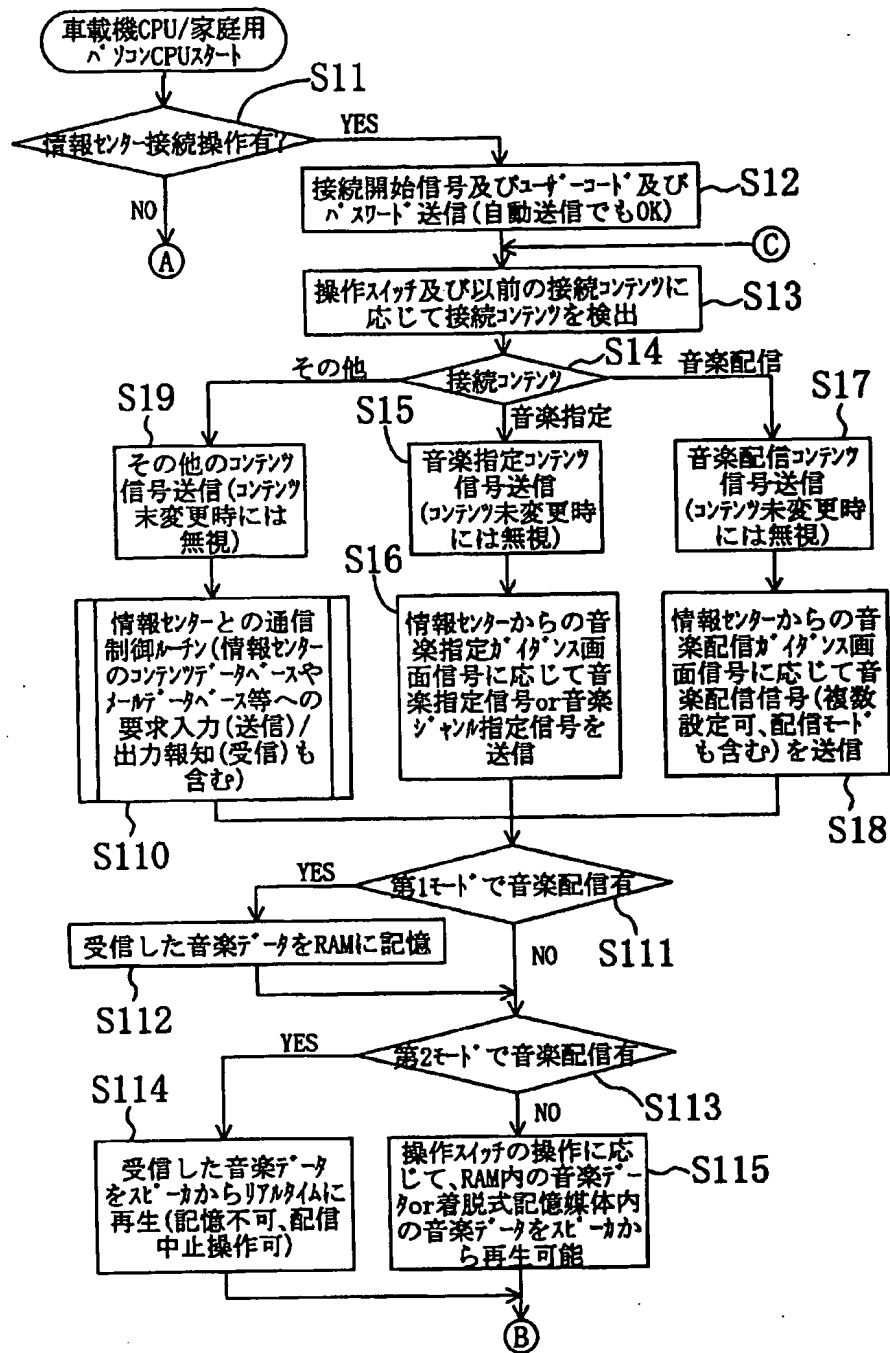 車載機CPU/家庭用
パソコンCPUスタート
S11
情報センター接続操作有?
YES
NO
A
接続開始信号及びユーザーコード及び
パスワード送信(自動送信でもOK)
S12
C
操作スイッチ及び以前の接続コンテンツに
応じて接続コンテンツを検出
S13
S14
接続コンテンツ
その他
音楽指定
音楽配信
S19
その他のコンテンツ
信号送信(コンテンツ
末変更時には
無視)
S15
音楽指定コンテンツ
信号送信
(コンテンツ未変更時
には無視)
S17
音楽配信コンテンツ
信号送信
(コンテンツ未変更時
には無視)
情報センターとの通信
制御ルーチン(情報センター
のコンテンツデータベースや
メールデータベース等への
要求入力(送信)/
出力報知(受信)も
含む)
S110
S16
情報センターからの音
楽指定ガイダンス画
面信号に応じて音
楽指定信号or音楽
ジャンル指定信号を
送信
情報センターからの音
楽配信ガイダンス画
面信号に応じて音
楽配信信号(複数
設定可、配信モード
も含む)を送信
S18
第1モードで音楽配信有
S111
YES
NO
受信した音楽データをRAMに記憶
S112
第2モードで音楽配信有
S113
YES
NO
S114
受信した音楽データ
をスピーカからリアルタイムに
再生(記憶不可、配信
中止操作可)
操作スイッチの操作に応
じて、RAM内の音楽デー
タor着脱式記憶媒体内
の音楽データをスピーカか
ら再生可能
S115
B